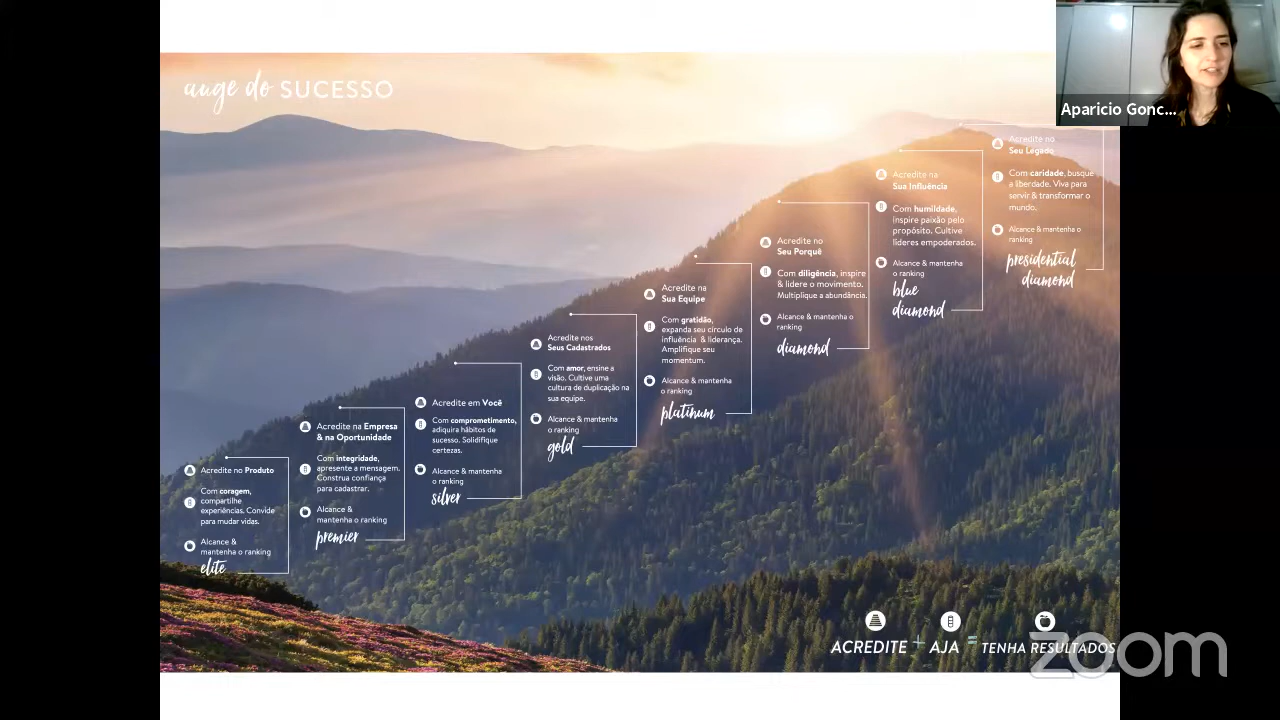 auge do SUCESSO
Aparicio Gonc...
Acredite no Produto
Com coragem,
compartilhe
experiências. Convide
para mudar vidas.
Alcance &
mantenha o ranking
elite
Acredite na Empresa
& na Oportunidade
Com integridade,
apresente a mensagem.
Construa confiança
para cadastrar.
Alcance &
mantenha o ranking
premier
Acredite em Você
Com comprometimento,
adquira hábitos de
sucesso. Solidifique
certezas.
Alcance & mantenha
o ranking
silver
Acredite nos
Seus Cadastrados
Com amor, ensine a
visão. Cultive uma
cultura de duplicação na
sua equipe.
Alcance & mantenha
o ranking
gold
Acredite na
Sua Equipe
Com gratidão,
expanda seu círculo de
influência & liderança.
Amplifique seu
momentum.
Alcance & mantenha
o ranking
platinum
Acredite no
Seu Porquê
Com diligência, inspire
& lidere o movimento.
Multiplique a abundância.
Alcance & mantenha o
ranking
diamond
Acredite na
Sua Influência
Com humildade,
inspire paixão pelo
propósito. Cultive
líderes empoderados.
Alcance & mantenha
o ranking
blue
diamond
Acredite no
Seu Legado
Com caridade, busque
a liberdade. Viva para
servir & transformar o
mundo.
Alcance & mantenha o
ranking
presidential
diamond
ACREDITE + AJA = TENHA RESULTADOS
zoom